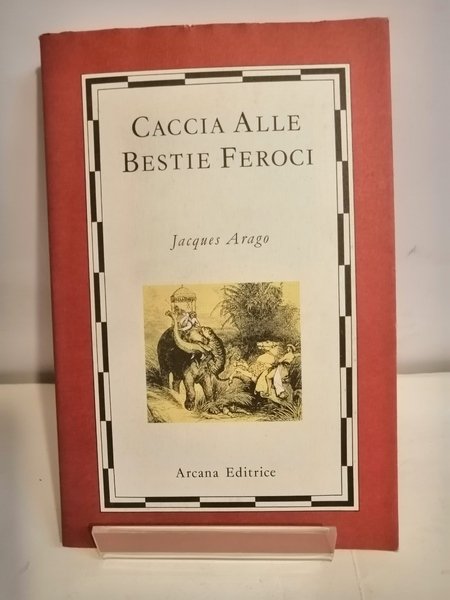 CACCIA ALLE
BESTIE FEROCI
Jacques Arago
Arcana Editrice